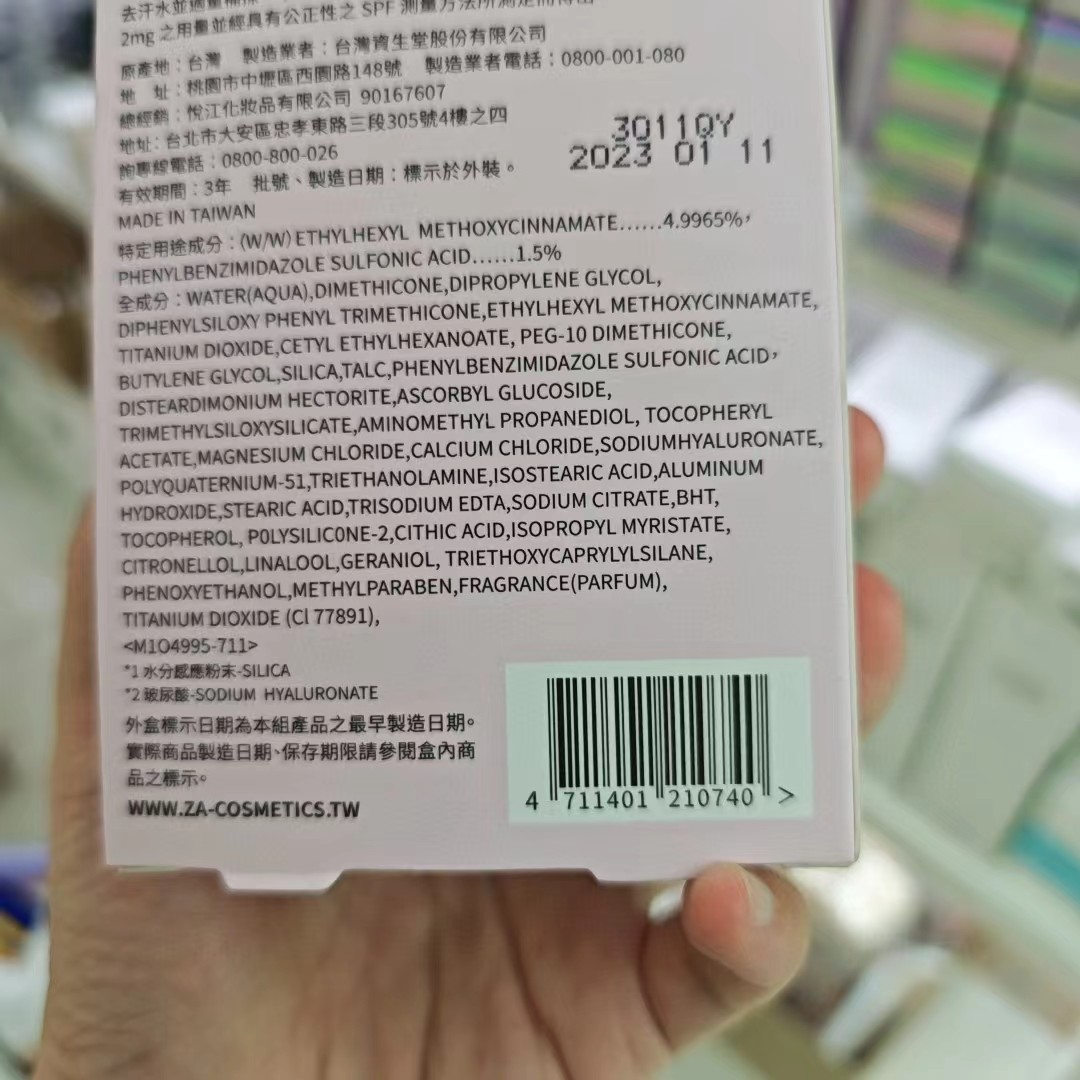 去汗水並適量補擦
2mg 之用量並經具有公正性之 SPF 測量方法所測定而得出
原產地：台灣　製造業者：台灣資生堂股份有限公司
地　址：桃園市中壢區西園路148號　製造業者電話：0800-001-080
總經銷：悅江化妝品有限公司 90167607
地址：台北市大安區忠孝東路三段305號4樓之四
詢專線電話：0800-800-026
有效期間：3年　批號、製造日期：標示於外裝。
3011QY
2023 01 11
MADE IN TAIWAN
特定用途成分：(W/W) ETHYLHEXYL METHOXYCINNAMATE......4.9965%，
PHENYLBENZIMIDAZOLE SULFONIC ACID......1.5%
全成分：WATER(AQUA),DIMETHICONE,DIPROPYLENE GLYCOL,
DIPHENYLSILOXY PHENYL TRIMETHICONE,ETHYLHEXYL METHOXYCINNAMATE,
TITANIUM DIOXIDE,CETYL ETHYLHEXANOATE, PEG-10 DIMETHICONE,
BUTYLENE GLYCOL,SILICA,TALC,PHENYLBENZIMIDAZOLE SULFONIC ACID，
DISTEARDIMONIUM HECTORITE,ASCORBYL GLUCOSIDE,
TRIMETHYLSILOXYSILICATE,AMINOMETHYL PROPANEDIOL, TOCOPHERYL
ACETATE,MAGNESIUM CHLORIDE,CALCIUM CHLORIDE,SODIUMHYALURONATE,
POLYQUATERNIUM-51,TRIETHANOLAMINE,ISOSTEARIC ACID,ALUMINUM
HYDROXIDE,STEARIC ACID,TRISODIUM EDTA,SODIUM CITRATE,BHT,
TOCOPHEROL, P0LYSILIC0NE-2,CITHIC ACID,ISOPROPYL MYRISTATE,
CITRONELLOL,LINALOOL,GERANIOL, TRIETHOXYCAPRYLYLSILANE,
PHENOXYETHANOL,METHYLPARABEN,FRAGRANCE(PARFUM),
TITANIUM DIOXIDE (Cl 77891),
<M1O4995-711>
*1 水分感應粉末-SILICA
*2 玻尿酸-SODIUM HYALURONATE
外盒標示日期為本組產品之最早製造日期。
實際商品製造日期、保存期限請參閱盒內商
品之標示。
WWW.ZA-COSMETICS.TW
4 711401 210740 >